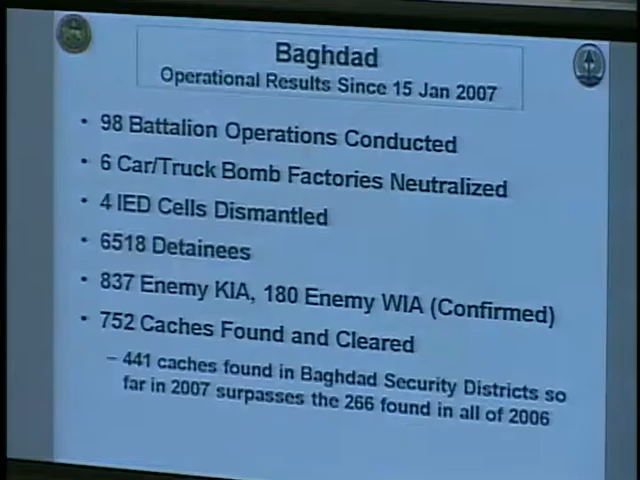 Baghdad
Operational Results Since 15 Jan 2007
• 98 Battalion Operations Conducted
• 6 Car/Truck Bomb Factories Neutralized
• 4 IED Cells Dismantled
• 6518 Detainees
• 837 Enemy KIA, 180 Enemy WIA (Confirmed)
• 752 Caches Found and Cleared
– 441 caches found in Baghdad Security Districts so
far in 2007 surpasses the 266 found in all of 2006